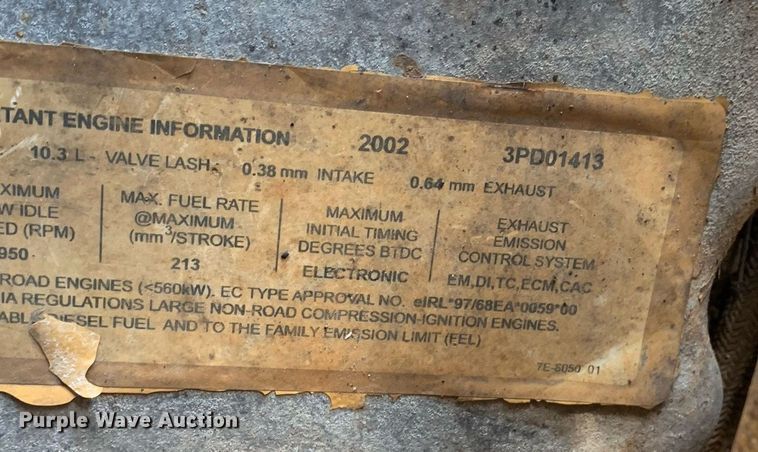 TANT ENGINE INFORMATION 2002 3PD01413
10.3 L - VALVE LASH: 0.38 mm INTAKE 0.64 mm EXHAUST
XIMUM
W IDLE
ED (RPM)
950
MAX. FUEL RATE
@MAXIMUM
(mm³/STROKE)
213
MAXIMUM
INITIAL TIMING
DEGREES BTDC
ELECTRONIC
EXHAUST
EMISSION
CONTROL SYSTEM
EM,DI,TC,ECM,CAC
ROAD ENGINES (<560kW). EC TYPE APPROVAL NO. eIRL*97/68EA*0059*00
IA REGULATIONS LARGE NON-ROAD COMPRESSION-IGNITION ENGINES.
ABL DIESEL FUEL AND TO THE FAMILY EMISSION LIMIT (FEL)
7E-6050 01
Purple Wave Auction